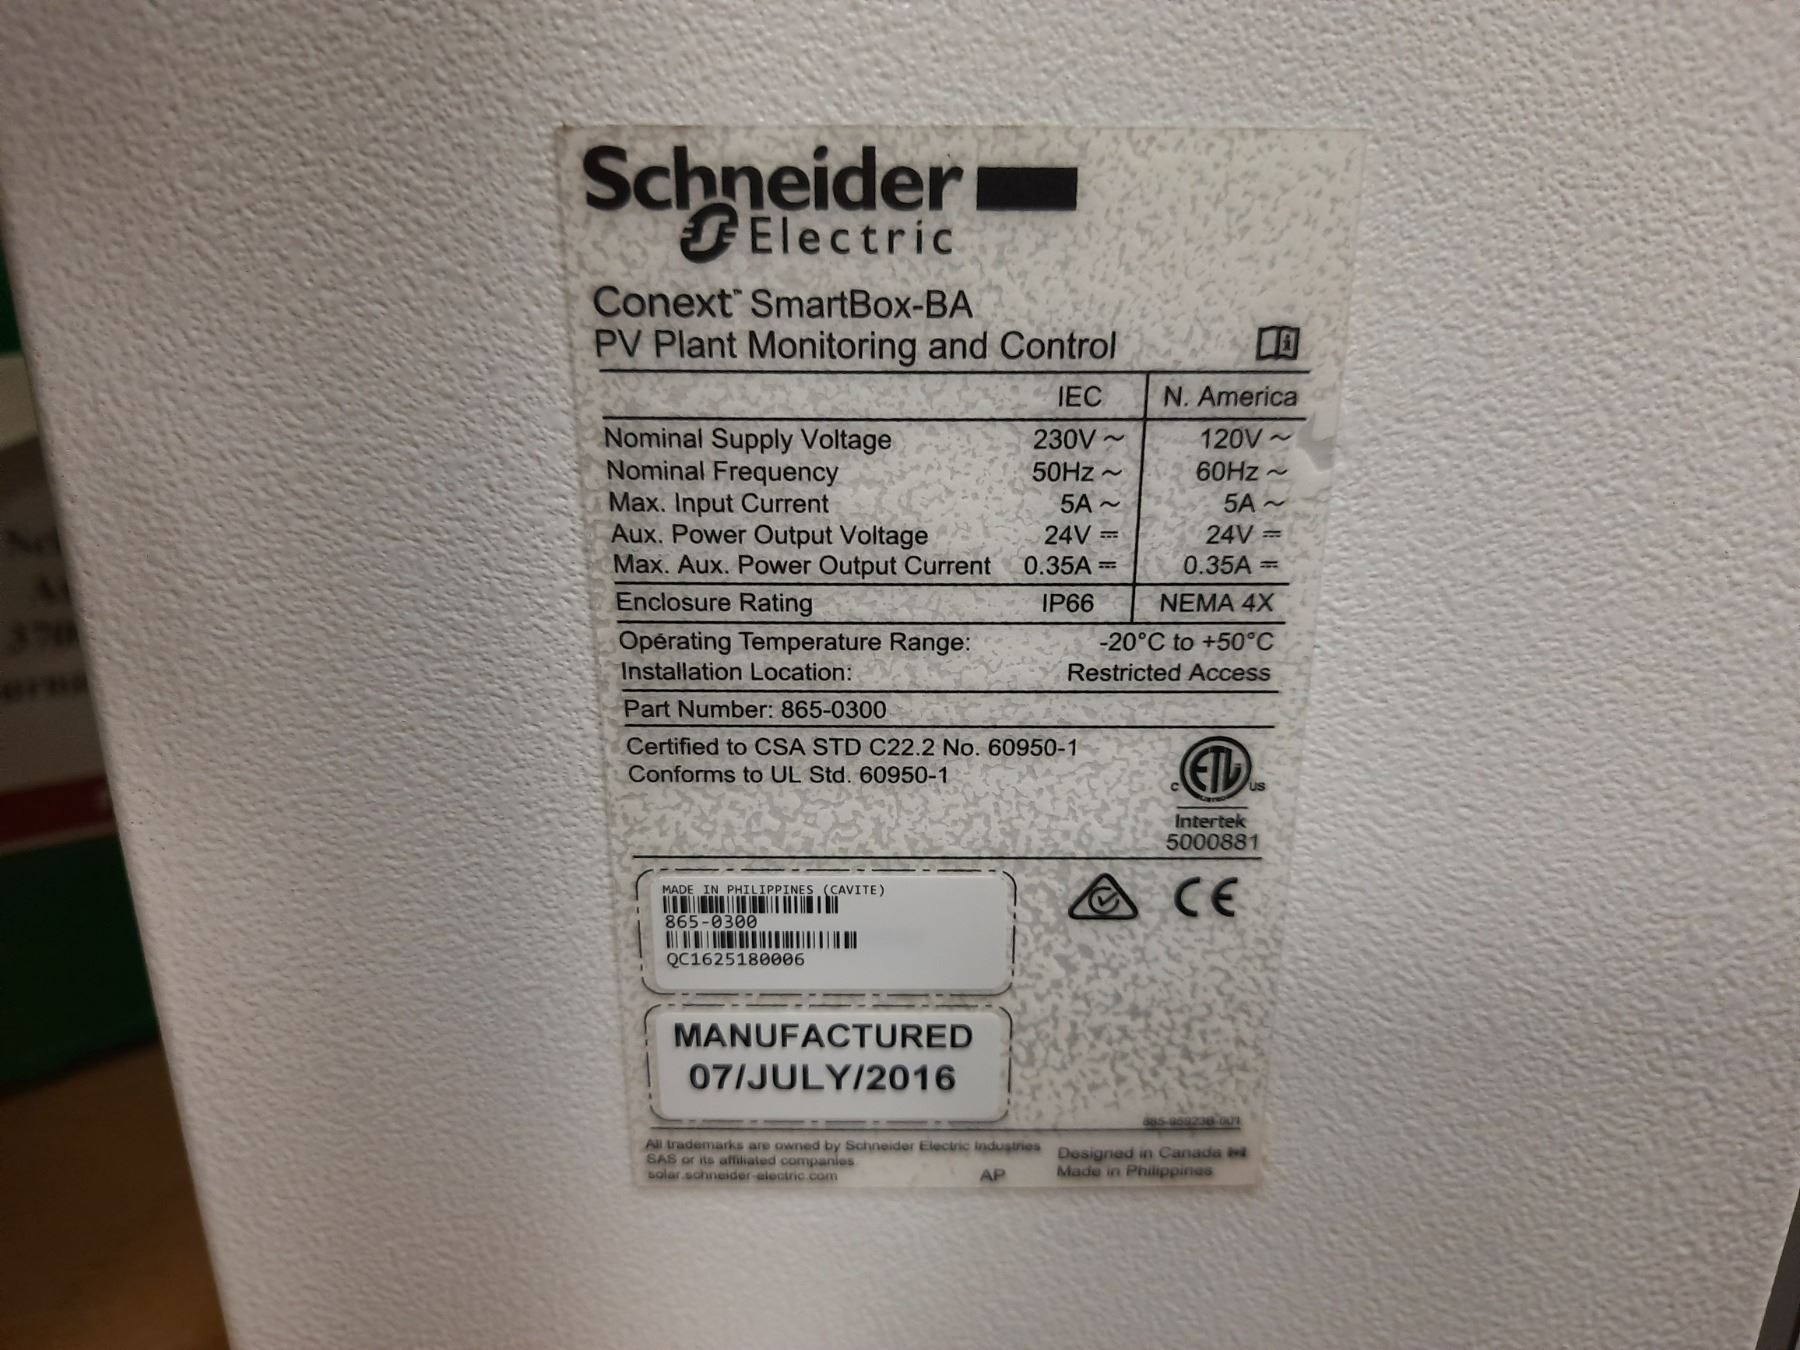 Schneider
Electric
Conext™ SmartBox-BA
PV Plant Monitoring and Control
IEC N. America
Nominal Supply Voltage 230V ~ 120V ~
Nominal Frequency 50Hz ~ 60Hz ~
Max. Input Current 5A ~ 5A ~
Aux. Power Output Voltage 24V ⎓ 24V ⎓
Max. Aux. Power Output Current 0.35A ⎓ 0.35A ⎓
Enclosure Rating IP66 NEMA 4X
Operating Temperature Range: -20°C to +50°C
Installation Location: Restricted Access
Part Number: 865-0300
Certified to CSA STD C22.2 No. 60950-1
Conforms to UL Std. 60950-1
C ETL US
Intertek
5000881
MADE IN PHILIPPINES (CAVITE)
865-0300
QC1625180006
CE
MANUFACTURED
07/JULY/2016
All trademarks are owned by Schneider Electric Industries
SAS or its affiliated companies
solar.schneider-electric.com
AP
Designed in Canada
Made in Philippines